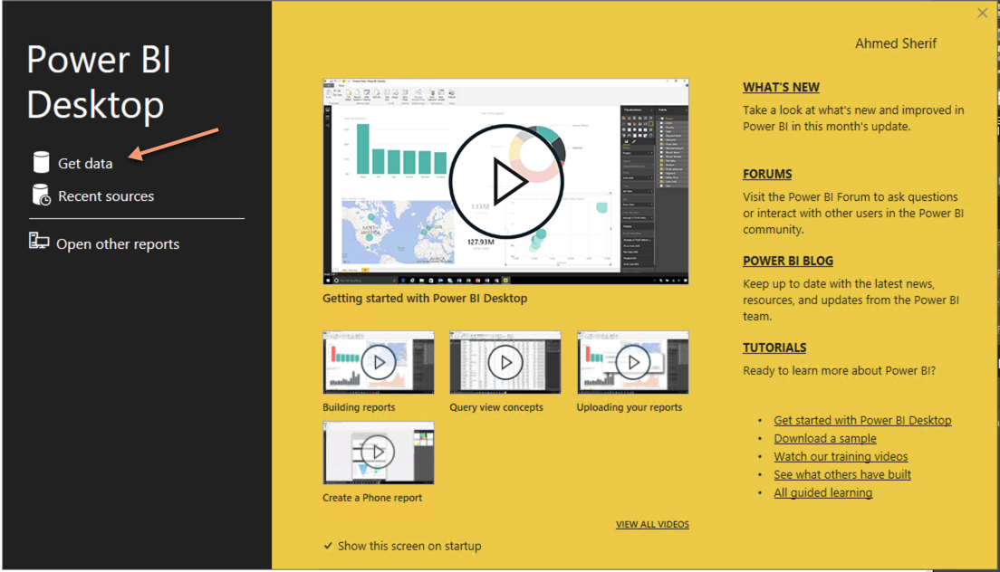 Power BI
Desktop
Get data
Recent sources
Open other reports
Ahmed Sherif
127.93M
Getting started with Power BI Desktop
Building reports
Query view concepts
Uploading your reports
Create a Phone report
VIEW ALL VIDEOS
Show this screen on startup
WHAT'S NEW
Take a look at what's new and improved in
Power BI in this month's update.
FORUMS
Visit the Power BI Forum to ask questions
or interact with other users in the Power BI
community.
POWER BI BLOG
Keep up to date with the latest news,
resources, and updates from the Power BI
team.
TUTORIALS
Ready to learn more about Power BI?
• Get started with Power BI Desktop
• Download a sample
• Watch our training videos
• See what others have built
• All guided learning